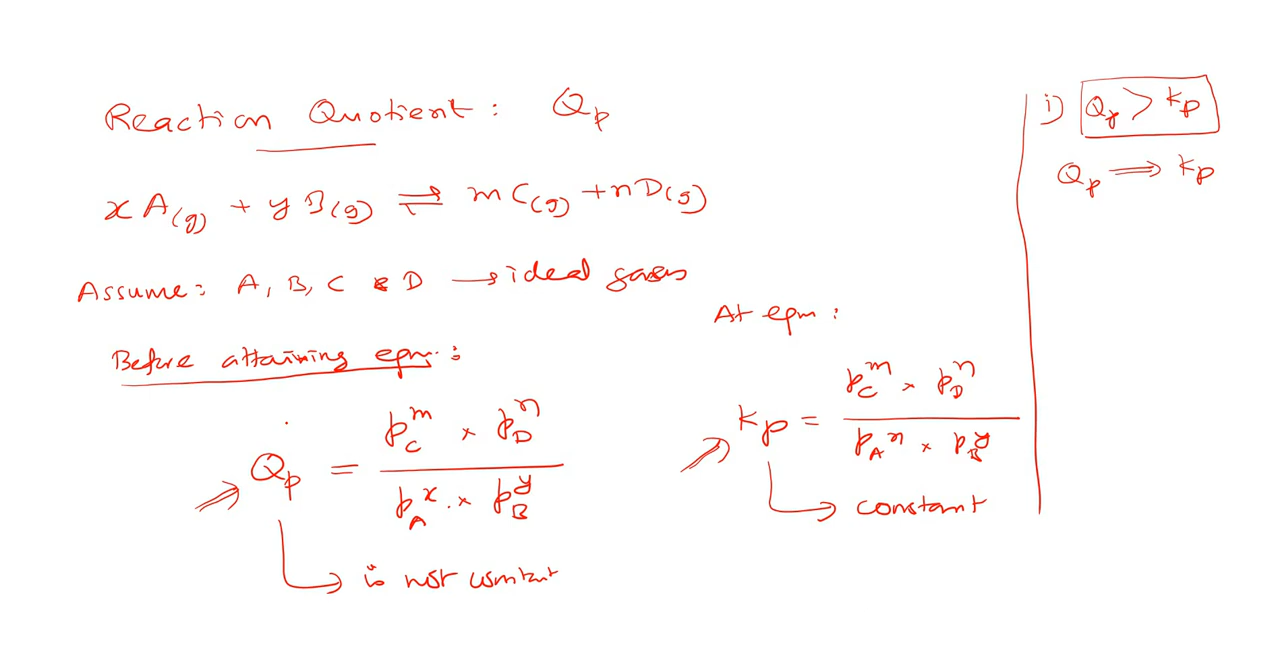 Reaction Quotient : Qp
xA(g) + yB(g) ⇌ mC(g) + nD(g)
Assume: A, B, C & D → ideal gases
Before attaining eqm. :
Qp = pC^m × pD^n / pA^x . × pB^y
is not constant
At eqm :
Kp = pC^m × pD^n / pA^n × pB^y
constant
i) Qp > Kp
Qp ⟹ Kp